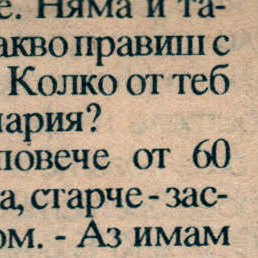 е. Няма и та-
акво правиш с
Колко от теб
ария?
повече от 60
а, старче - зас-
ом. - Аз имам